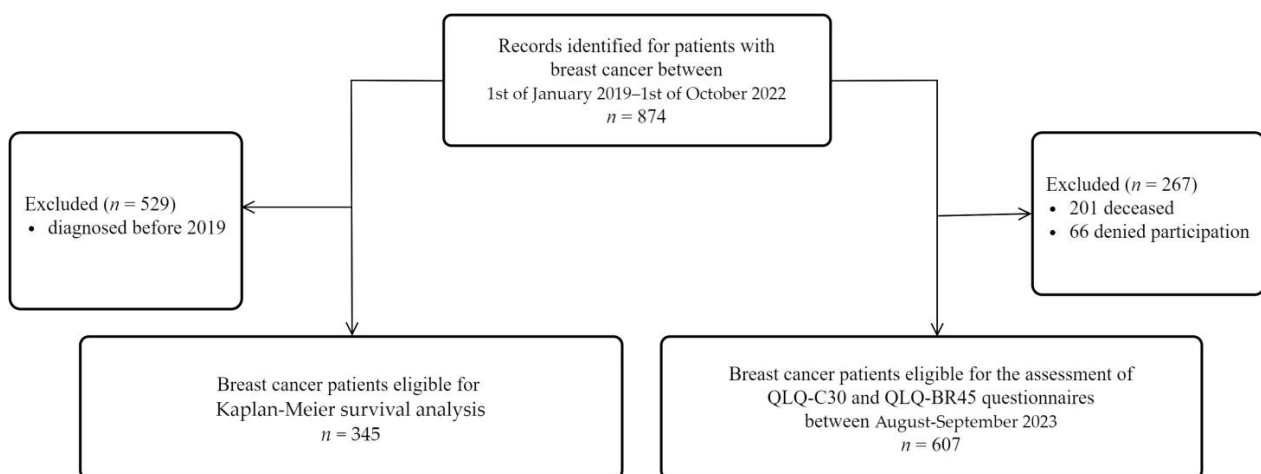 Records identified for patients with
breast cancer between
1st of January 2019–1st of October 2022
n = 874
Excluded (n = 529)
• diagnosed before 2019
Excluded (n = 267)
• 201 deceased
• 66 denied participation
Breast cancer patients eligible for
Kaplan-Meier survival analysis
n = 345
Breast cancer patients eligible for the assessment of
QLQ-C30 and QLQ-BR45 questionnaires
between August-September 2023
n = 607